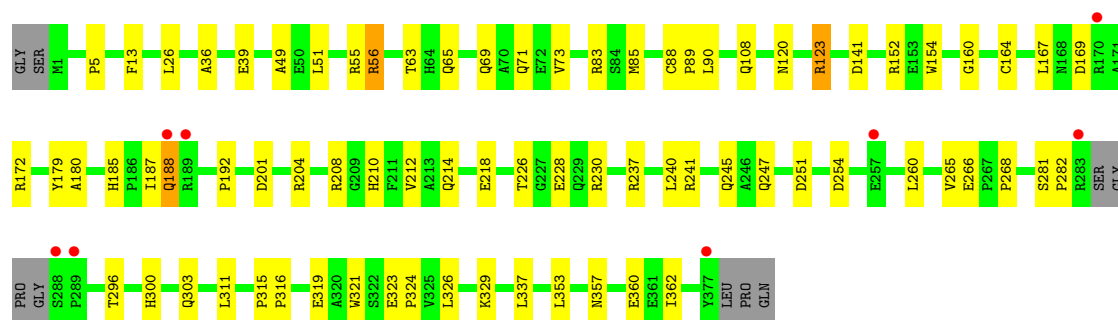 GLY SER M1 P5 F13 L26 A36 E39 A49 E50 L51 R55 R56 T63 H64 Q65 Q69 A70 Q71 E72 V73 R83 S84 M85 C88 P89 L90 Q108 N120 R123 D141 R152 E153 W154 G160 C164 L167 N168 D169 R170 A171
R172 Y179 A180 H185 P186 I187 Q188 R189 P192 D201 R204 R208 G209 H210 F211 V212 A213 Q214 E218 T226 G227 E228 Q229 R230 R237 L240 R241 Q245 A246 Q247 D251 D254 E257 L260 V265 E266 P267 P268 S281 P282 R283 SER GLY
PRO GLY S288 P289 T296 H300 Q303 L311 P315 P316 E319 A320 W321 S322 E323 P324 V325 L326 K329 L337 L353 N357 E360 E361 I362 Y377 LEU PRO GLN